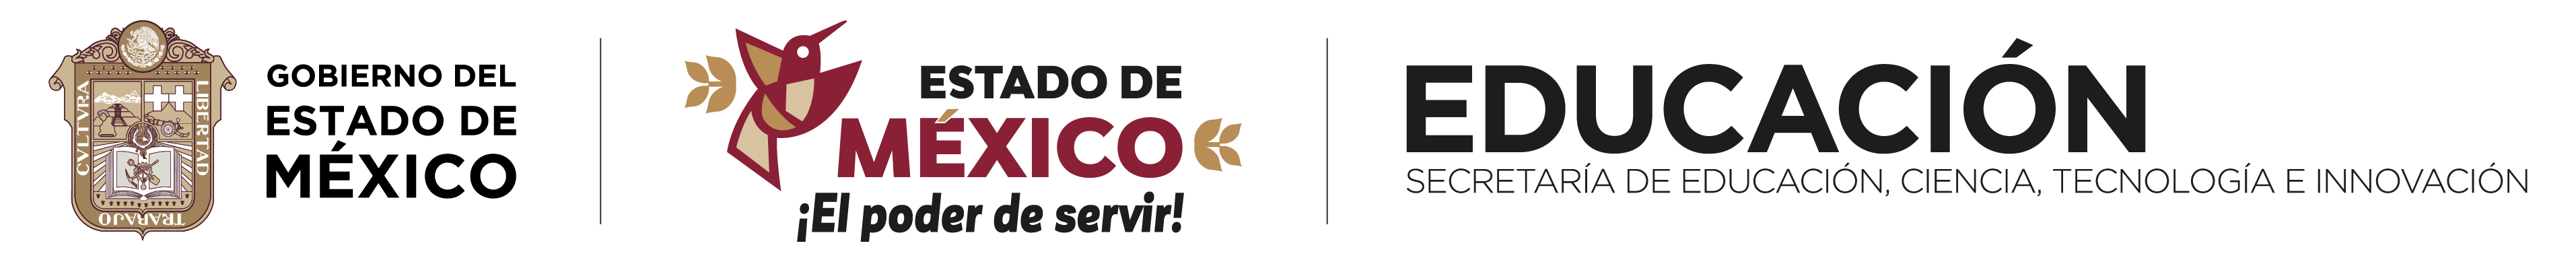 CVLTVRA
LIBERTAD
TRABAJO
GOBIERNO DEL
ESTADO DE
MÉXICO
ESTADO DE
MÉXICO
¡El poder de servir!
EDUCACIÓN
SECRETARÍA DE EDUCACIÓN, CIENCIA, TECNOLOGÍA E INNOVACIÓN